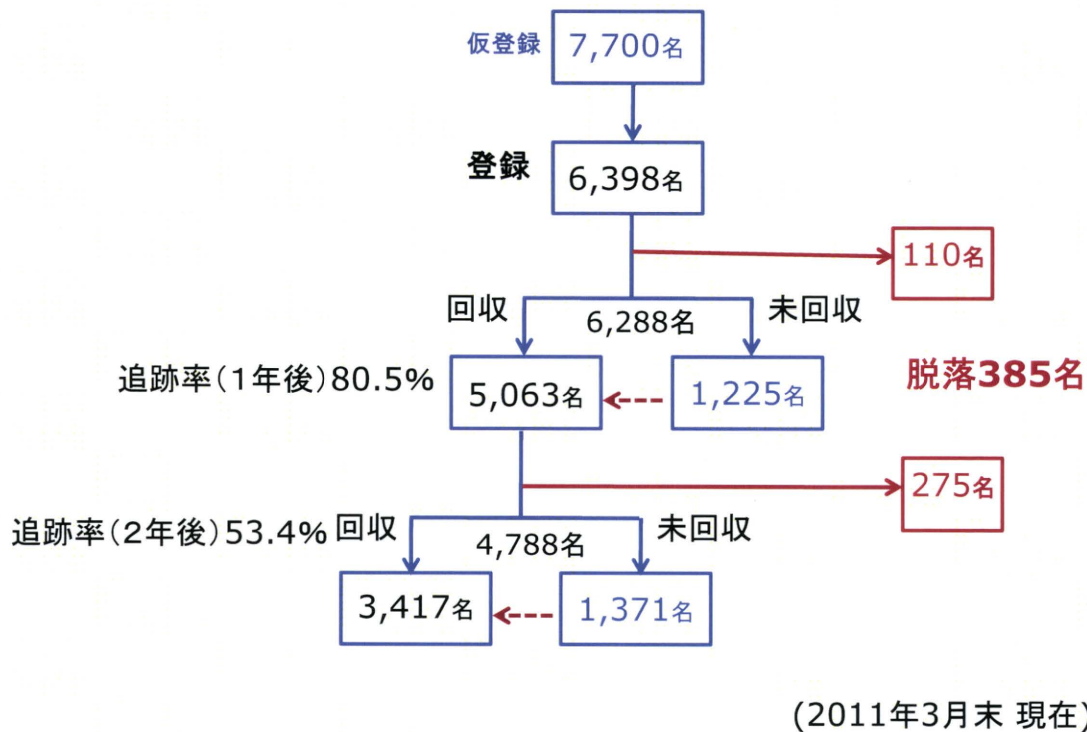 仮登録
7,700名
登録
6,398名
110名
回収
6,288名
未回収
追跡率(1年後)80.5%
5,063名
1,225名
脱落385名
275名
追跡率(2年後)53.4%
回収
4,788名
未回収
3,417名
1,371名
(2011年3月末 現在)